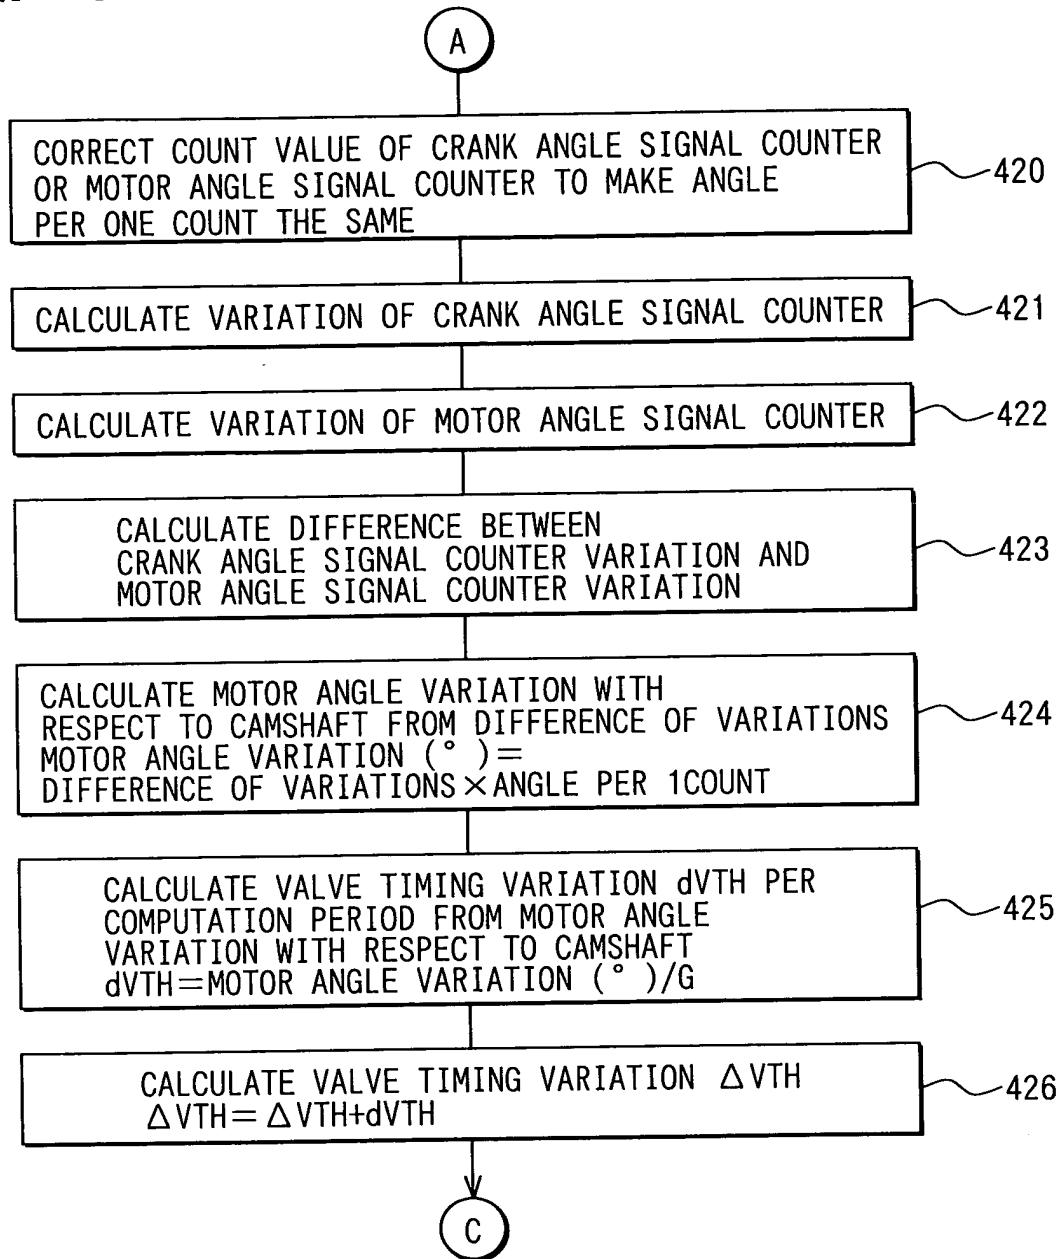 A
CORRECT COUNT VALUE OF CRANK ANGLE SIGNAL COUNTER
OR MOTOR ANGLE SIGNAL COUNTER TO MAKE ANGLE
PER ONE COUNT THE SAME
420
CALCULATE VARIATION OF CRANK ANGLE SIGNAL COUNTER
421
CALCULATE VARIATION OF MOTOR ANGLE SIGNAL COUNTER
422
CALCULATE DIFFERENCE BETWEEN
CRANK ANGLE SIGNAL COUNTER VARIATION AND
MOTOR ANGLE SIGNAL COUNTER VARIATION
423
CALCULATE MOTOR ANGLE VARIATION WITH
RESPECT TO CAMSHAFT FROM DIFFERENCE OF VARIATIONS
MOTOR ANGLE VARIATION (°)=
DIFFERENCE OF VARIATIONS×ANGLE PER 1COUNT
424
CALCULATE VALVE TIMING VARIATION dVTH PER
COMPUTATION PERIOD FROM MOTOR ANGLE
VARIATION WITH RESPECT TO CAMSHAFT
dVTH=MOTOR ANGLE VARIATION (°)/G
425
CALCULATE VALVE TIMING VARIATION ΔVTH
ΔVTH=ΔVTH+dVTH
426
C